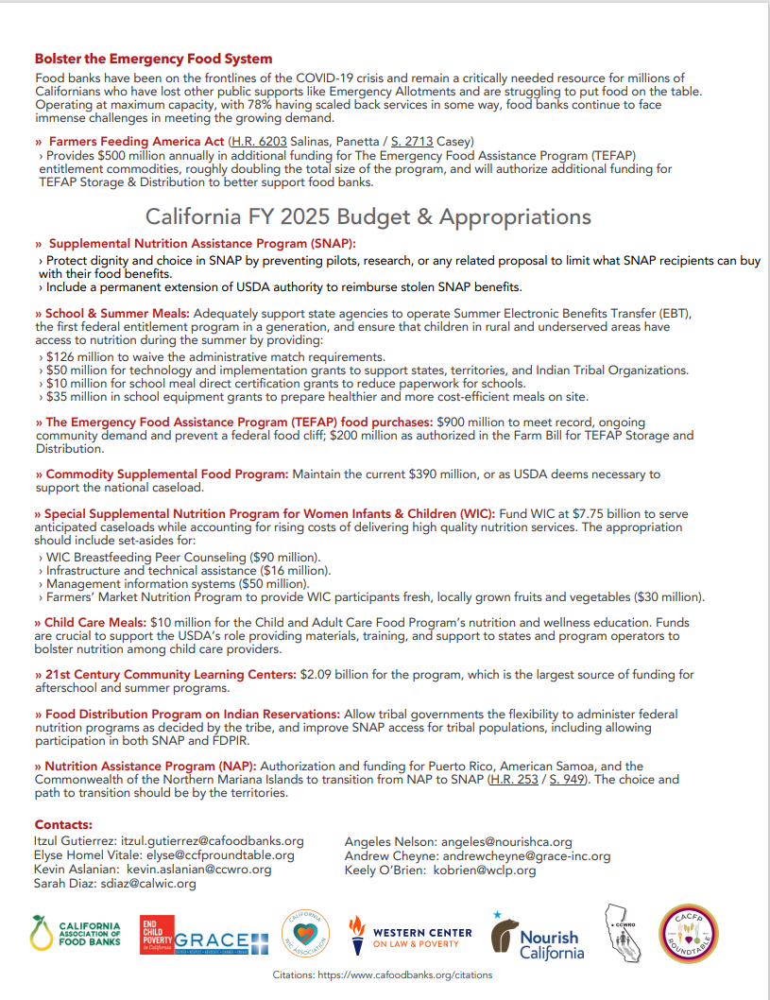 Bolster the Emergency Food System
Food banks have been on the frontlines of the COVID-19 crisis and remain a critically needed resource for millions of
Californians who have lost other public supports like Emergency Allotments and are struggling to put food on the table.
Operating at maximum capacity, with 78% having scaled back services in some way, food banks continue to face
immense challenges in meeting the growing demand.
» Farmers Feeding America Act (H.R. 6203 Salinas, Panetta / S. 2713 Casey)
› Provides $500 million annually in additional funding for The Emergency Food Assistance Program (TEFAP)
entitlement commodities, roughly doubling the total size of the program, and will authorize additional funding for
TEFAP Storage & Distribution to better support food banks.
California FY 2025 Budget & Appropriations
» Supplemental Nutrition Assistance Program (SNAP):
› Protect dignity and choice in SNAP by preventing pilots, research, or any related proposal to limit what SNAP recipients can buy
with their food benefits.
› Include a permanent extension of USDA authority to reimburse stolen SNAP benefits.
» School & Summer Meals: Adequately support state agencies to operate Summer Electronic Benefits Transfer (EBT),
the first federal entitlement program in a generation, and ensure that children in rural and underserved areas have
access to nutrition during the summer by providing:
› $126 million to waive the administrative match requirements.
› $50 million for technology and implementation grants to support states, territories, and Indian Tribal Organizations.
› $10 million for school meal direct certification grants to reduce paperwork for schools.
› $35 million in school equipment grants to prepare healthier and more cost-efficient meals on site.
» The Emergency Food Assistance Program (TEFAP) food purchases: $900 million to meet record, ongoing
community demand and prevent a federal food cliff; $200 million as authorized in the Farm Bill for TEFAP Storage and
Distribution.
» Commodity Supplemental Food Program: Maintain the current $390 million, or as USDA deems necessary to
support the national caseload.
» Special Supplemental Nutrition Program for Women Infants & Children (WIC): Fund WIC at $7.75 billion to serve
anticipated caseloads while accounting for rising costs of delivering high quality nutrition services. The appropriation
should include set-asides for:
› WIC Breastfeeding Peer Counseling ($90 million).
› Infrastructure and technical assistance ($16 million).
› Management information systems ($50 million).
› Farmers’ Market Nutrition Program to provide WIC participants fresh, locally grown fruits and vegetables ($30 million).
» Child Care Meals: $10 million for the Child and Adult Care Food Program’s nutrition and wellness education. Funds
are crucial to support the USDA’s role providing materials, training, and support to states and program operators to
bolster nutrition among child care providers.
» 21st Century Community Learning Centers: $2.09 billion for the program, which is the largest source of funding for
afterschool and summer programs.
» Food Distribution Program on Indian Reservations: Allow tribal governments the flexibility to administer federal
nutrition programs as decided by the tribe, and improve SNAP access for tribal populations, including allowing
participation in both SNAP and FDPIR.
» Nutrition Assistance Program (NAP): Authorization and funding for Puerto Rico, American Samoa, and the
Commonwealth of the Northern Mariana Islands to transition from NAP to SNAP (H.R. 253 / S. 949). The choice and
path to transition should be by the territories.
Contacts:
Itzul Gutierrez: itzul.gutierrez@cafoodbanks.org
Elyse Homel Vitale: elyse@ccfproundtable.org
Kevin Aslanian: kevin.aslanian@ccwro.org
Sarah Diaz: sdiaz@calwic.org
Angeles Nelson: angeles@nourishca.org
Andrew Cheyne: andrewcheyne@grace-inc.org
Keely O’Brien: kobrien@wclp.org
CALIFORNIA
ASSOCIATION OF
FOOD BANKS
END
CHILD
POVERTY
in California
GRACE
CALIFORNIA
WIC ASSOCIATION
WESTERN CENTER
ON LAW & POVERTY
Nourish
California
CCWRO
CACFP
ROUNDTABLE
Citations: https://www.cafoodbanks.org/citations